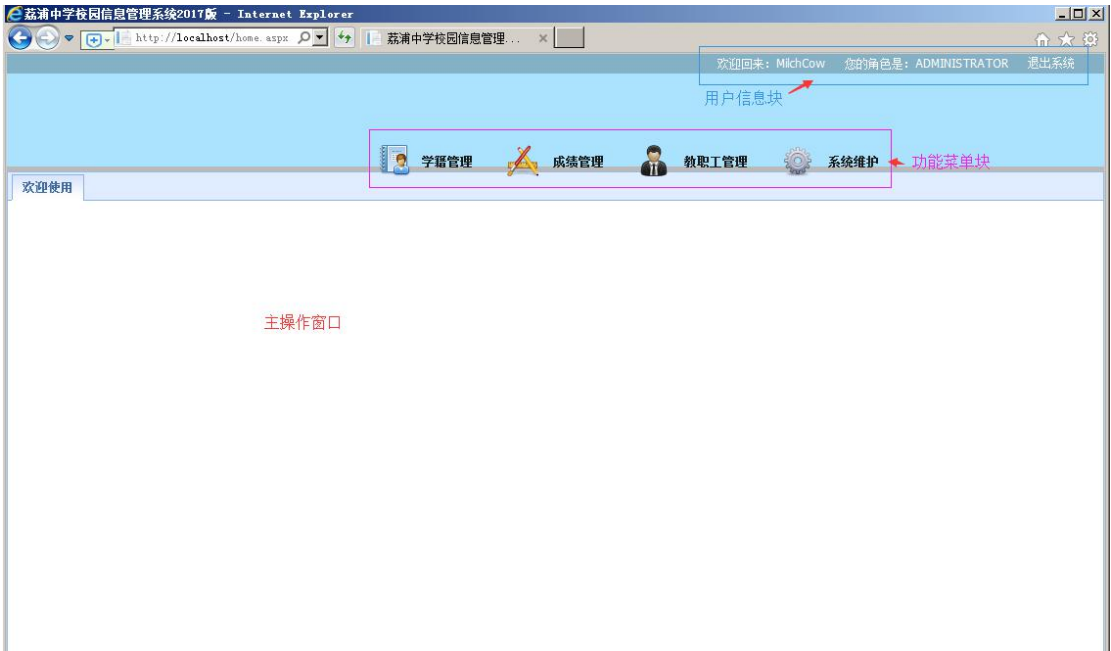 荔浦中学校园信息管理系统2017版 - Internet Explorer
http://localhost/home.aspx
荔浦中学校园信息管理...
欢迎回来: MilchCow 您的角色是: ADMINISTRATOR 退出系统
用户信息块
学籍管理 成绩管理 教职工管理 系统维护 功能菜单块
欢迎使用
主操作窗口